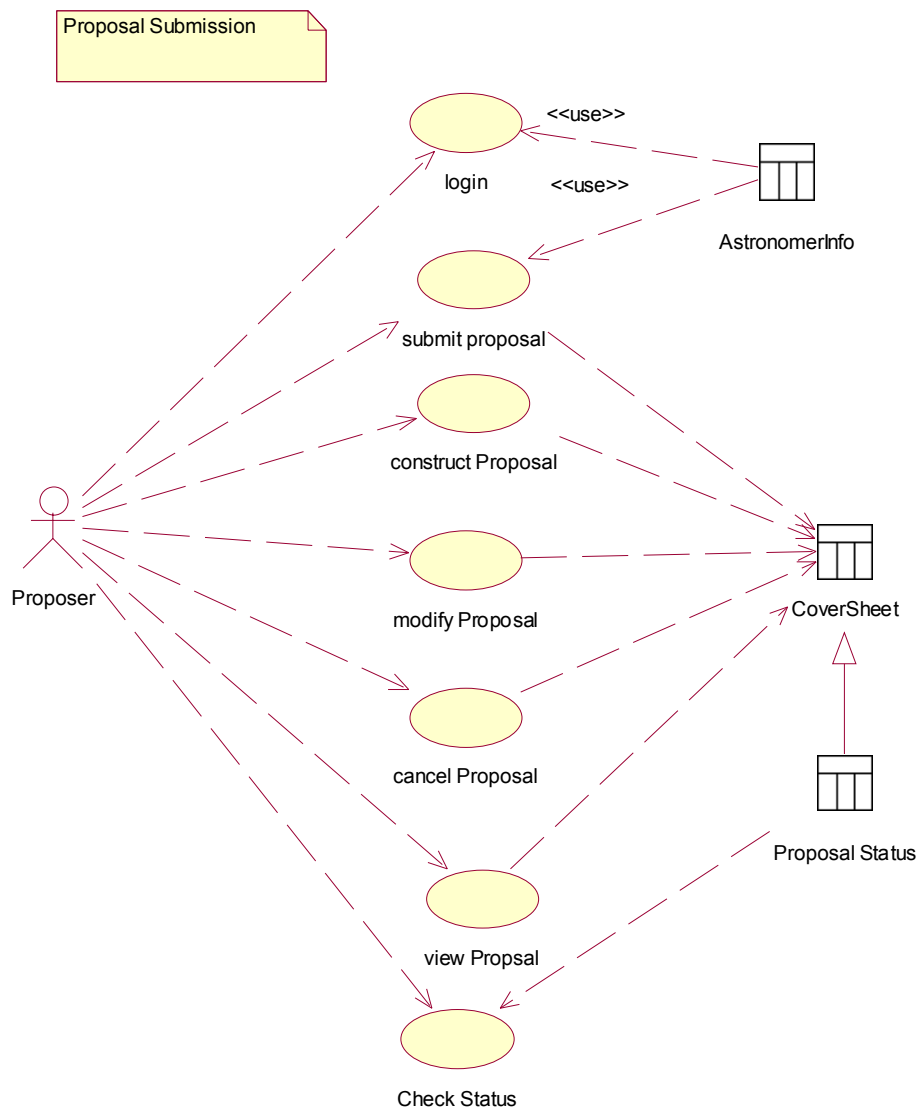 Proposal Submission
<<use>>
login
<<use>>
AstronomerInfo
submit proposal
construct Proposal
Proposer
modify Proposal
CoverSheet
cancel Proposal
Proposal Status
view Propsal
Check Status